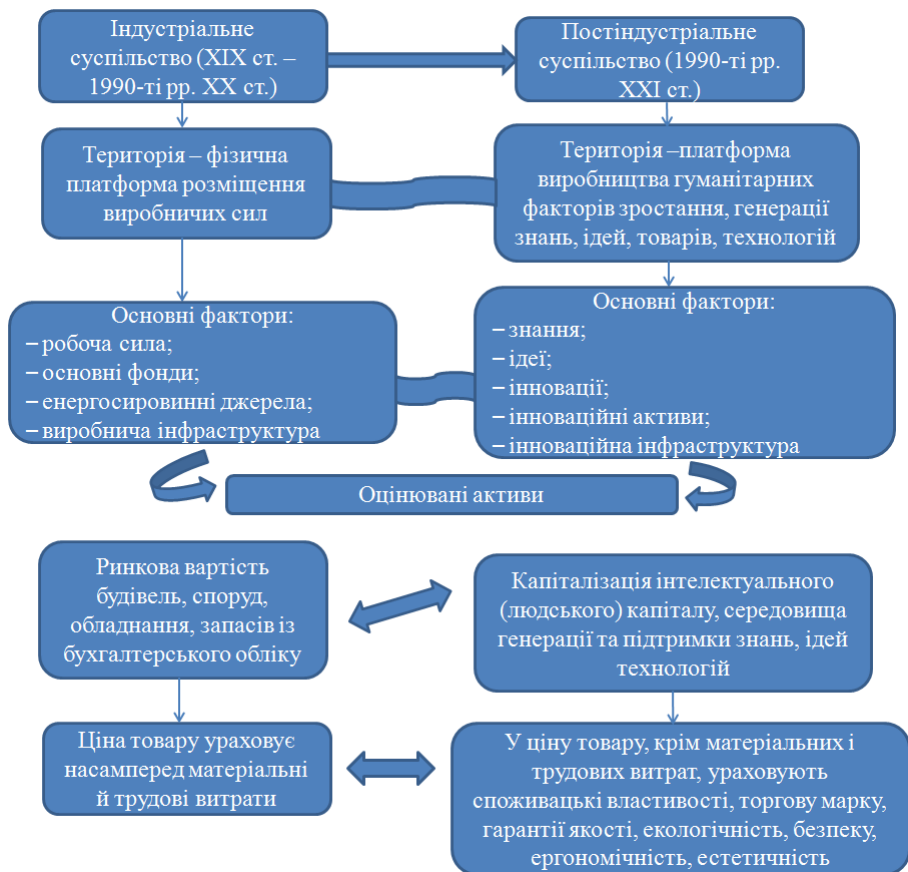 Індустріальне
суспільство (XIX ст. –
1990-ті рр. XX ст.)
Постіндустріальне
суспільство (1990-ті рр.
XXI ст.)
Територія – фізична
платформа розміщення
виробничих сил
Територія –платформа
виробництва гуманітарних
факторів зростання, генерації
знань, ідей, товарів, технологій
Основні фактори:
– робоча сила;
– основні фонди;
– енергосировинні джерела;
– виробнича інфраструктура
Основні фактори:
– знання;
– ідеї;
– інновації;
– інноваційні активи;
– інноваційна інфраструктура
Оцінювані активи
Ринкова вартість
будівель, споруд,
обладнання, запасів із
бухгалтерського обліку
Капіталізація інтелектуального
(людського) капіталу, середовища
генерації та підтримки знань, ідей
технологій
Ціна товару ураховує
насамперед матеріальні
й трудові витрати
У ціну товару, крім матеріальних і
трудових витрат, ураховують
споживацькі властивості, торгову марку,
гарантії якості, екологічність, безпеку,
ергономічність, естетичність